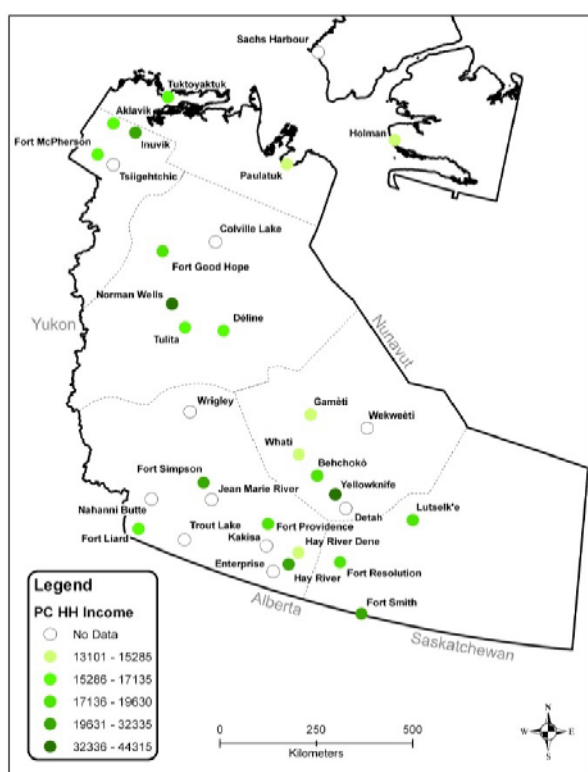 Sachs Harbour
Tuktoyaktuk
Aklavik
Holman
Fort McPherson
Inuvik
Tsiigehtchic
Paulatuk
Colville Lake
Fort Good Hope
Norman Wells
Yukon
Déline
Tulita
Nunavut
Wrigley
Gamèti
Wekweèti
Whati
Behchokò
Fort Simpson
Yellowknife
Jean Marie River
Nahanni Butte
Detah
Lutselk'e
Trout Lake
Fort Providence
Fort Liard
Kakisa
Hay River Dene
Enterprise
Hay River
Fort Resolution
Alberta
Fort Smith
Saskatchewan
Legend
PC HH Income
No Data
13101 - 15285
15286 - 17135
17136 - 19630
19631 - 32335
32336 - 44315
0 250 500
Kilometers
N
W E
S